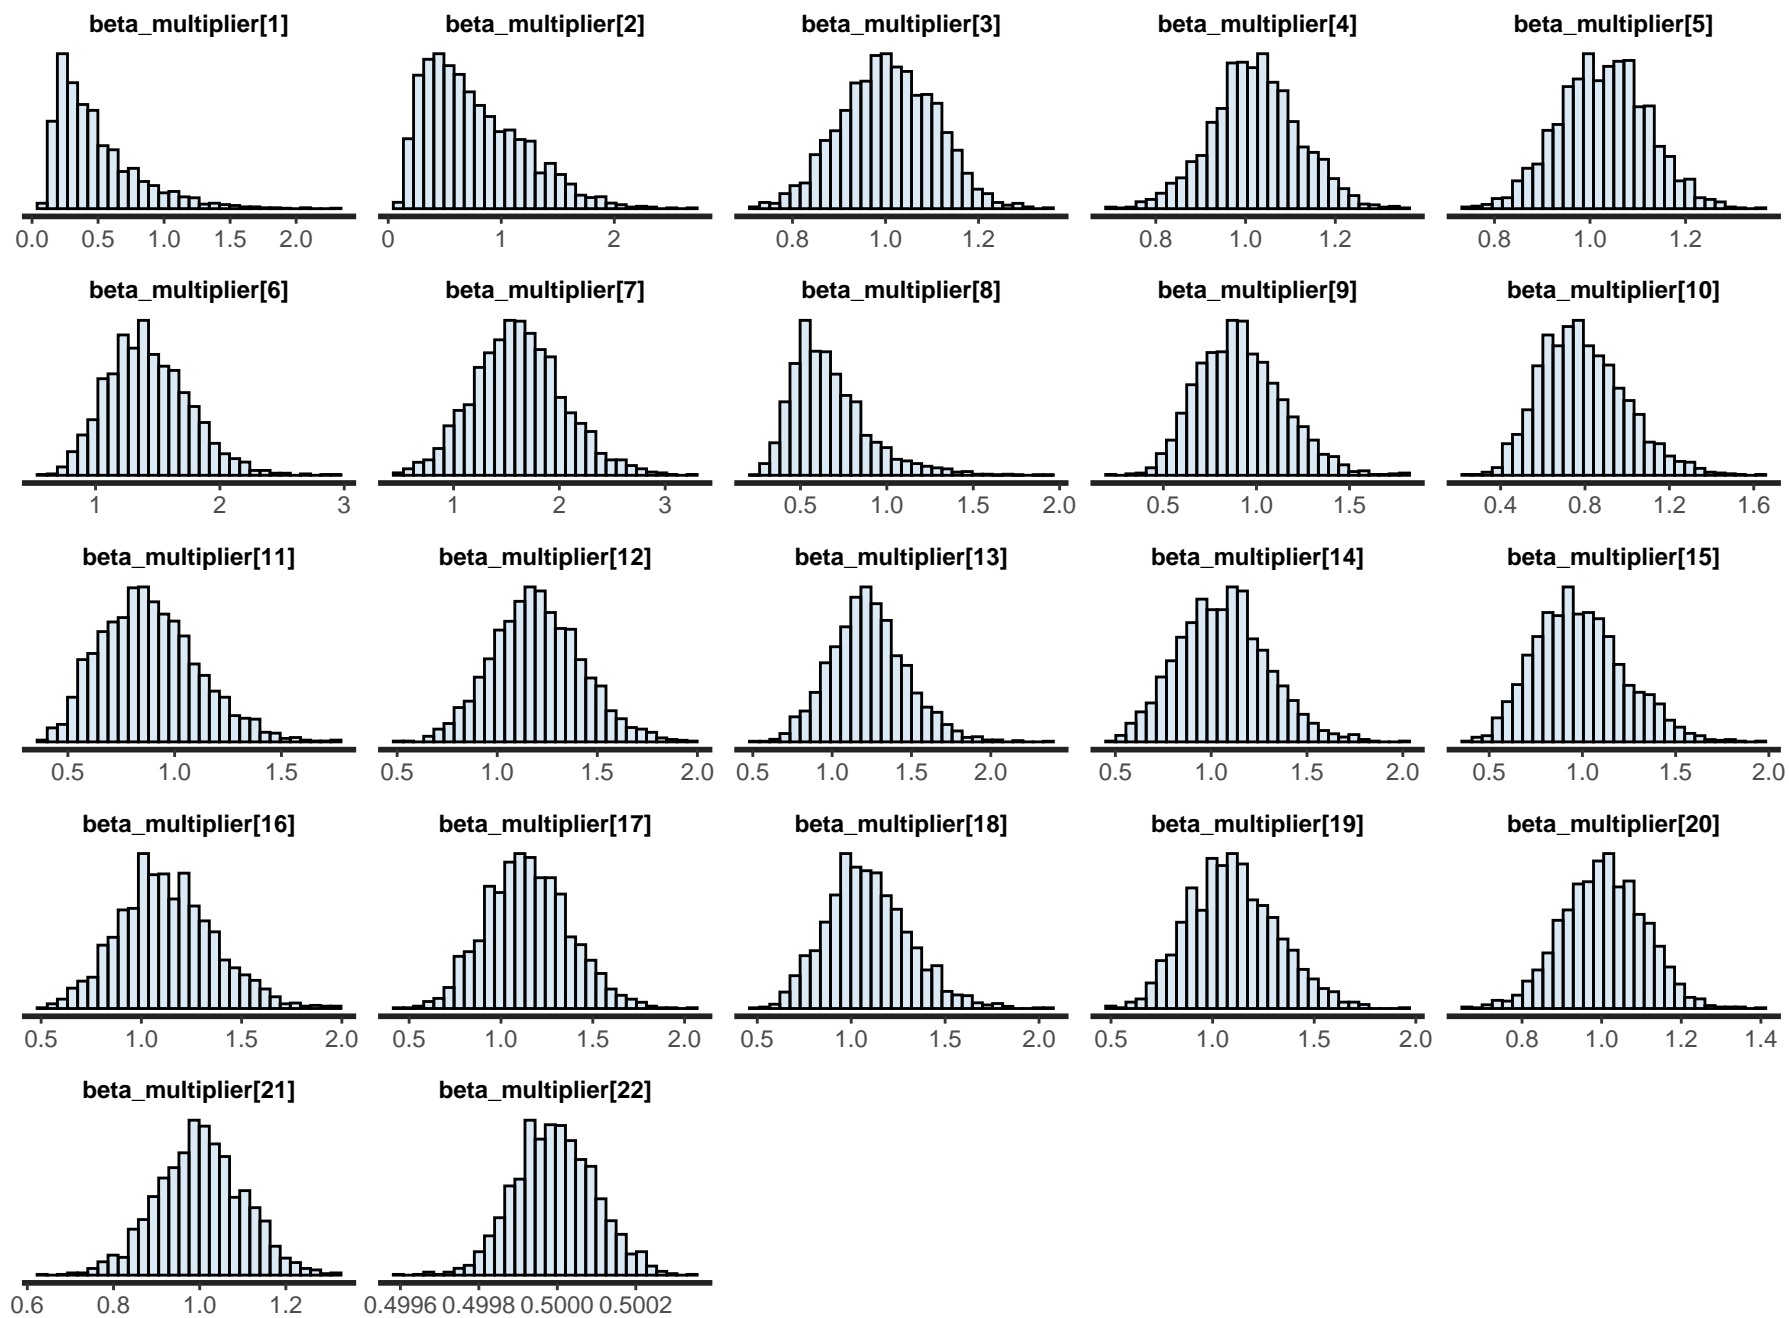 beta_multiplier[1] beta_multiplier[2] beta_multiplier[3] beta_multiplier[4] beta_multiplier[5]
0.0 0.5 1.0 1.5 2.0 0 1 2 0.8 1.0 1.2 0.8 1.0 1.2 0.8 1.0 1.2
beta_multiplier[6] beta_multiplier[7] beta_multiplier[8] beta_multiplier[9] beta_multiplier[10]
1 2 3 1 2 3 0.5 1.0 1.5 2.0 0.5 1.0 1.5 0.4 0.8 1.2 1.6
beta_multiplier[11] beta_multiplier[12] beta_multiplier[13] beta_multiplier[14] beta_multiplier[15]
0.5 1.0 1.5 0.5 1.0 1.5 2.0 0.5 1.0 1.5 2.0 0.5 1.0 1.5 2.0 0.5 1.0 1.5 2.0
beta_multiplier[16] beta_multiplier[17] beta_multiplier[18] beta_multiplier[19] beta_multiplier[20]
0.5 1.0 1.5 2.0 0.5 1.0 1.5 2.0 0.5 1.0 1.5 2.0 0.5 1.0 1.5 2.0 0.8 1.0 1.2 1.4
beta_multiplier[21] beta_multiplier[22]
0.6 0.8 1.0 1.2 0.4996 0.4998 0.5000 0.5002